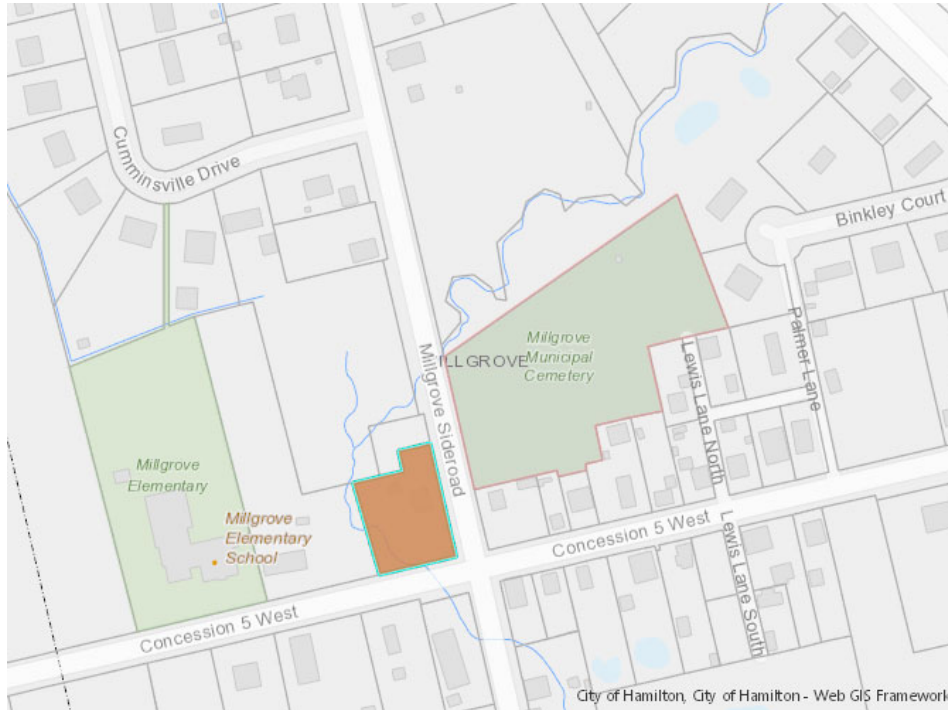 Cumminsville Drive
Binkley Court
Millgrove
Municipal
Cemetery
ILLGROVE
Millgrove Sideroad
Lewis Lane North
Palmer Lane
Millgrove
Elementary
Millgrove
Elementary
School
Concession 5 West
Lewis Lane South
Concession 5 West
City of Hamilton, City of Hamilton - Web GIS Framework